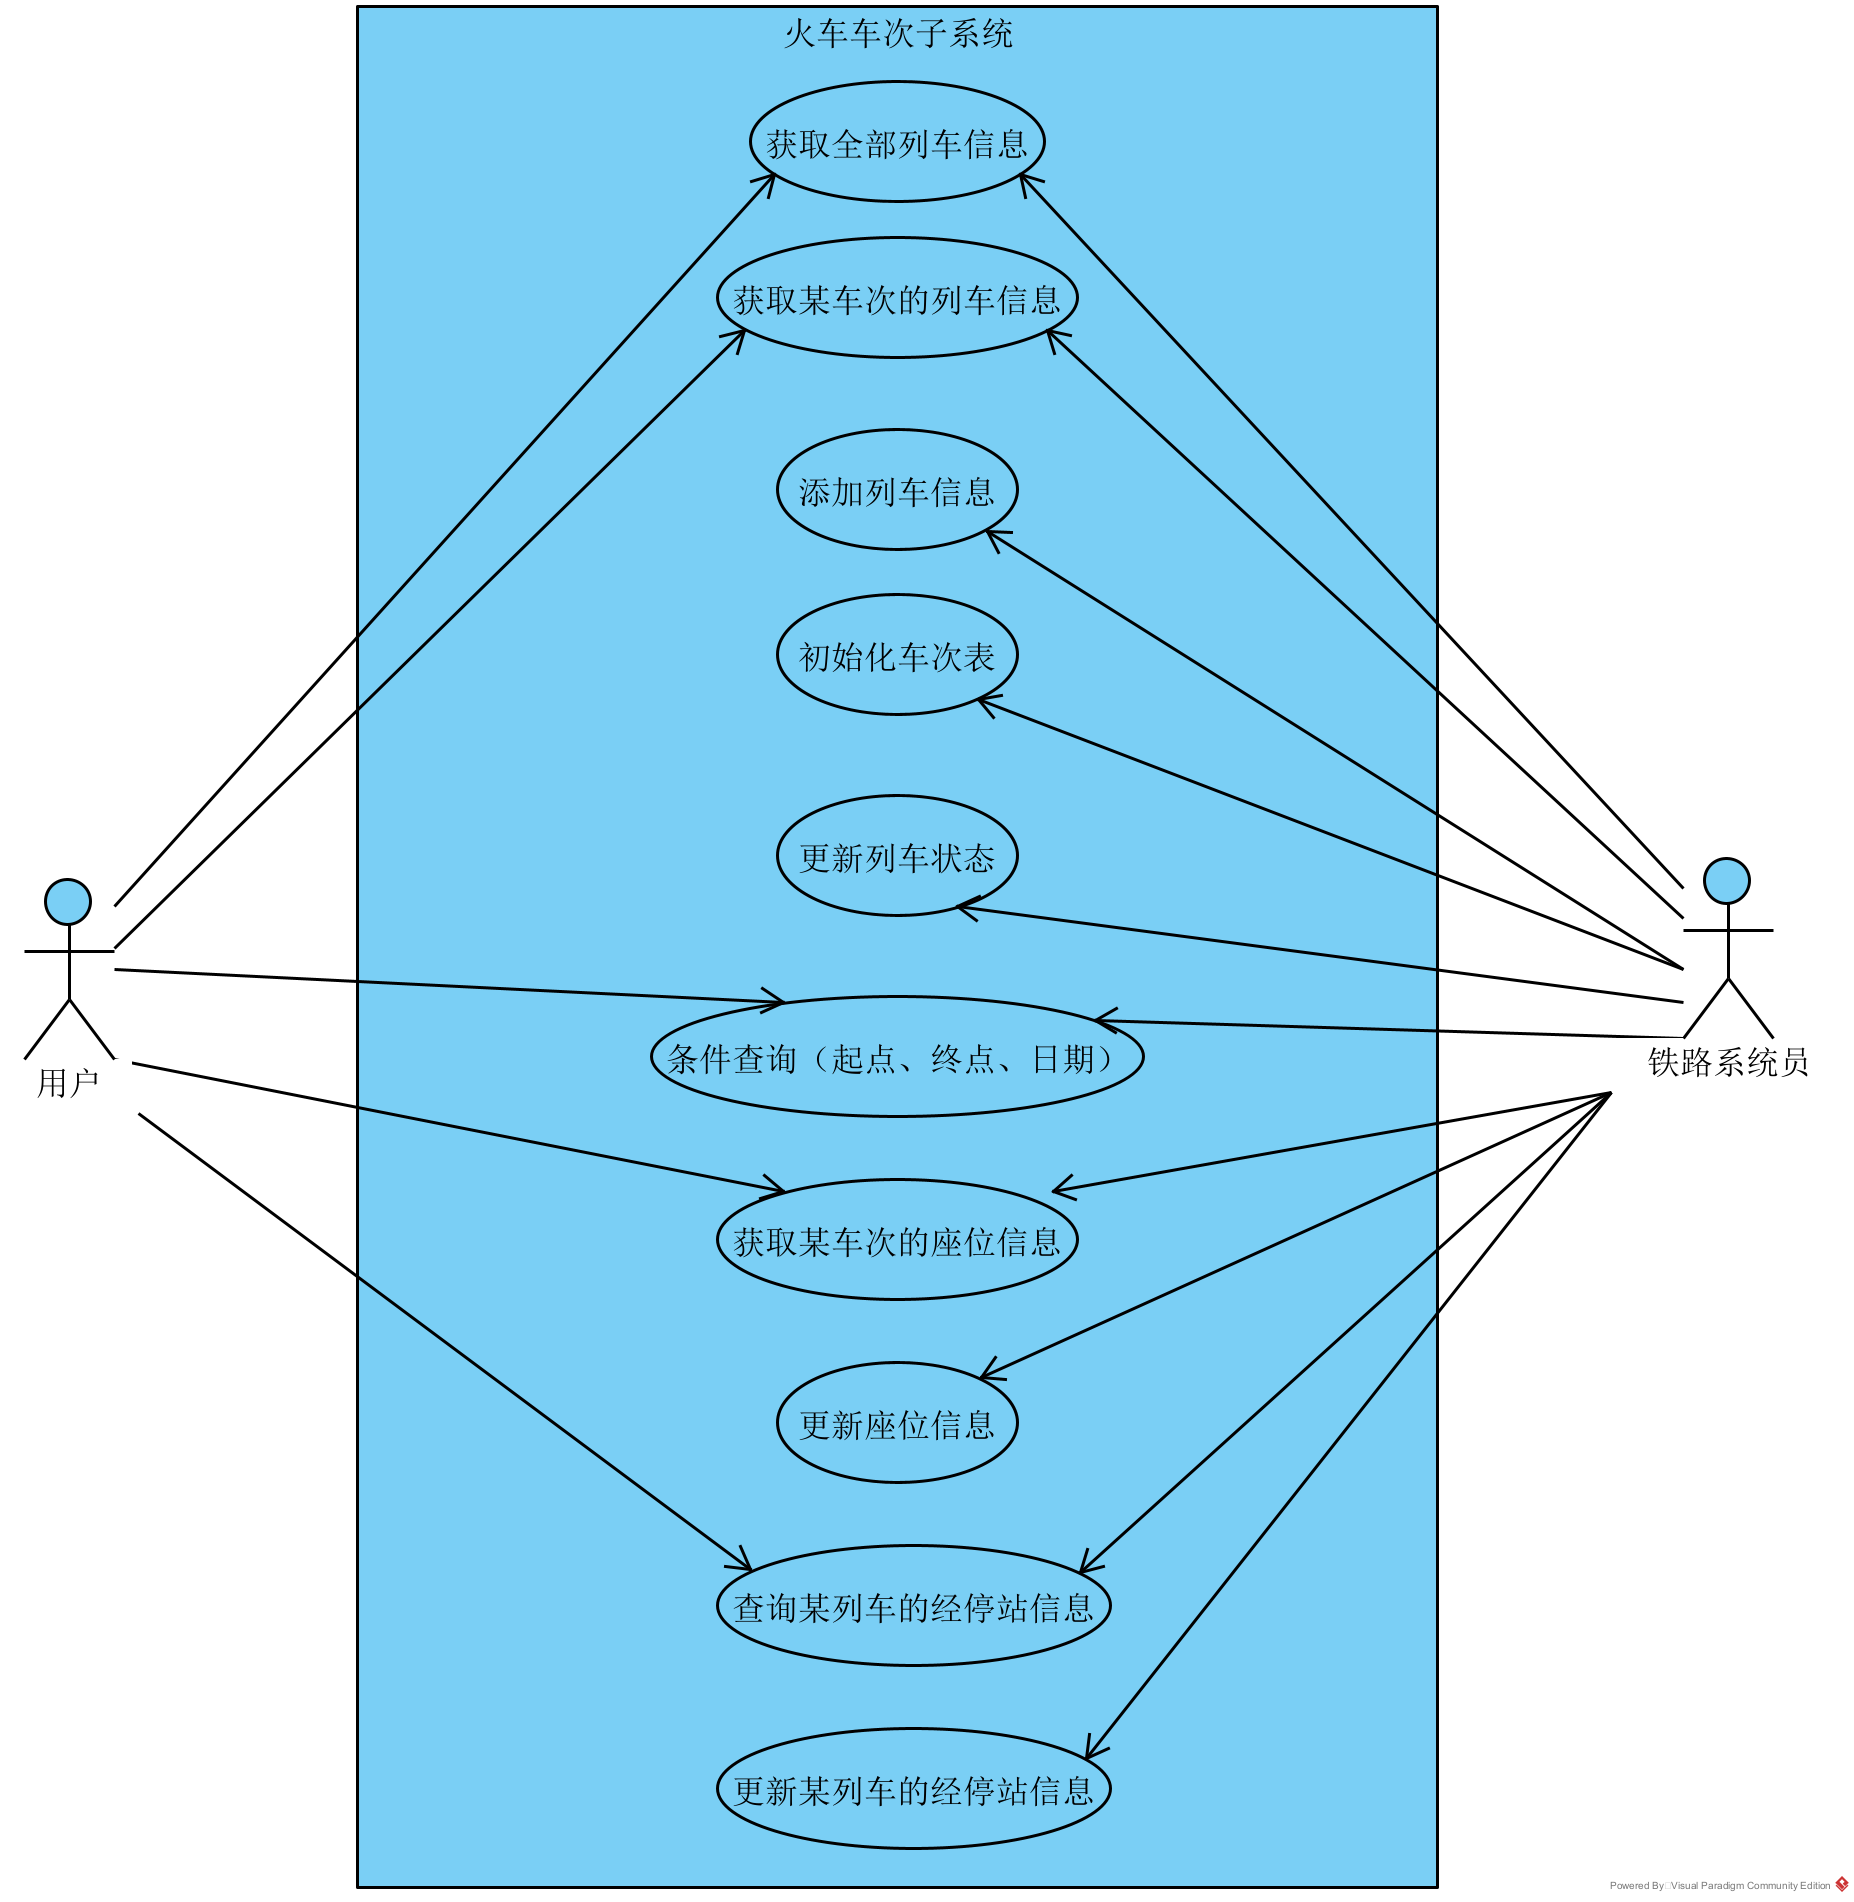 火车车次子系统
获取全部列车信息
获取某车次的列车信息
添加列车信息
初始化车次表
更新列车状态
条件查询（起点、终点、日期）
用户
铁路系统员
获取某车次的座位信息
更新座位信息
查询某列车的经停站信息
更新某列车的经停站信息
Powered By Visual Paradigm Community Edition